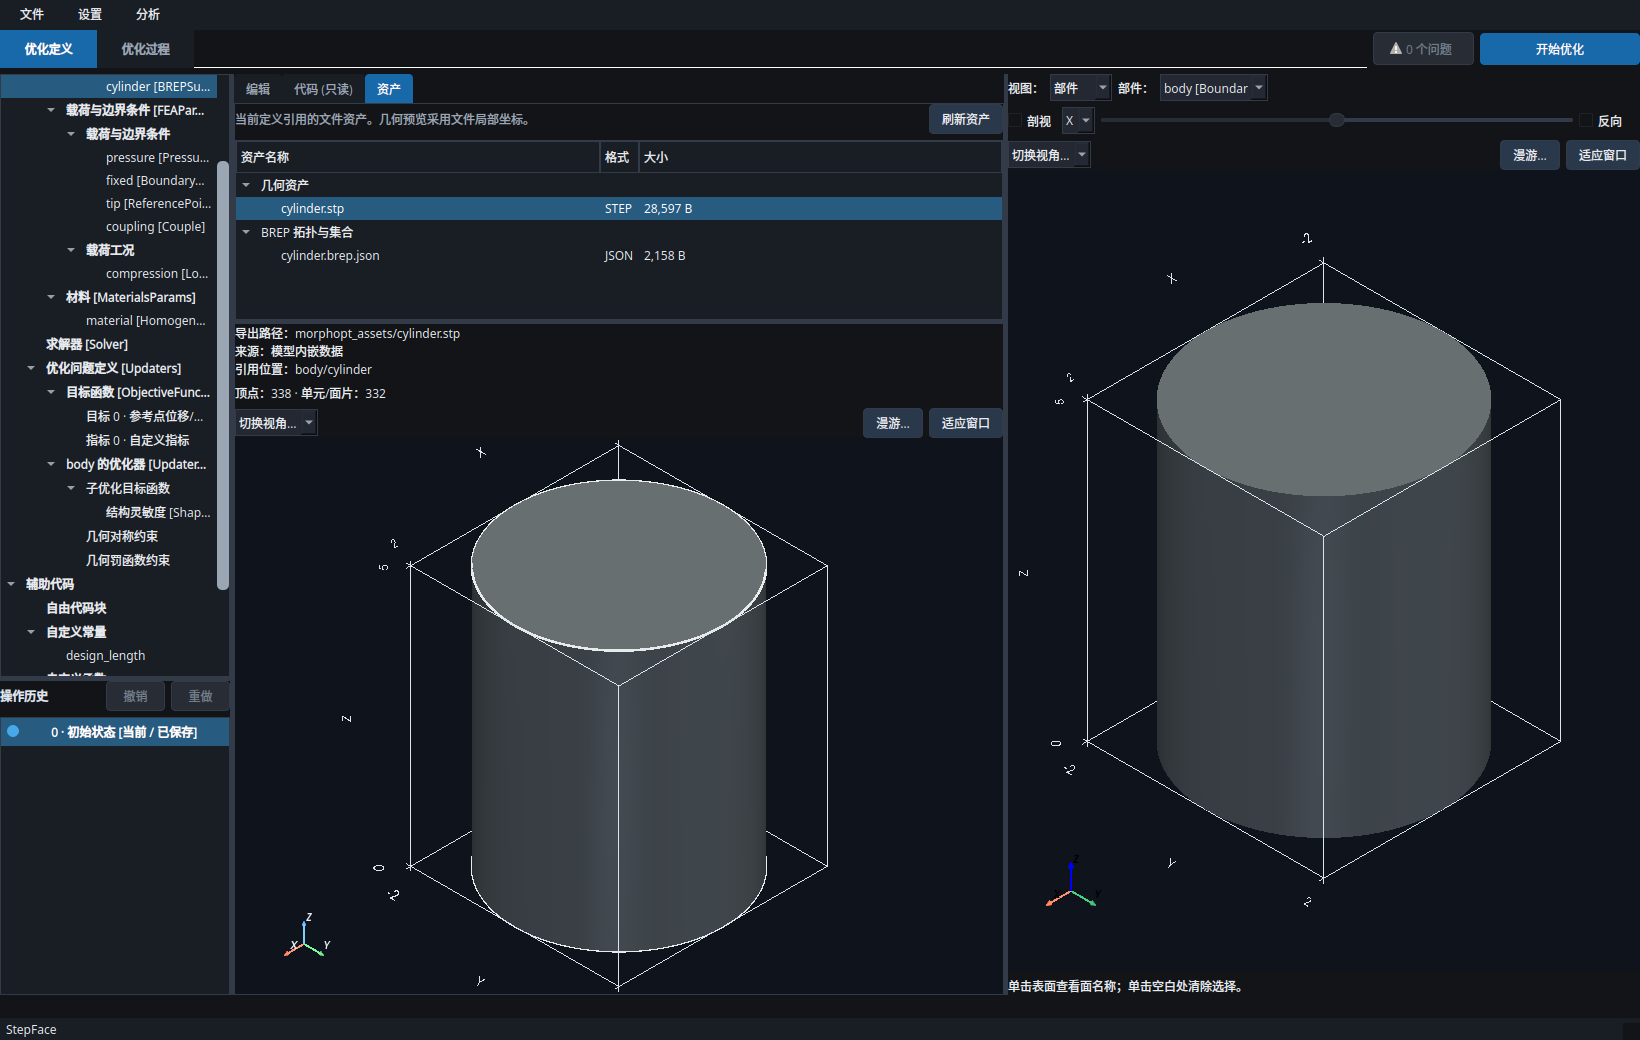 文件 设置 分析
优化定义 优化过程 0 个问题 开始优化
cylinder [BREPSu...
载荷与边界条件 [FEAPar...
载荷与边界条件
pressure [Pressu...
fixed [Boundary...
tip [ReferencePoi...
coupling [Couple]
载荷工况
compression [Lo...
材料 [MaterialsParams]
material [Homogen...
求解器 [Solver]
优化问题定义 [Updaters]
目标函数 [ObjectiveFunc...
目标 0 · 参考点位移/...
指标 0 · 自定义指标
body 的优化器 [Updater...
子优化目标函数
结构灵敏度 [Shap...
几何对称约束
几何罚函数约束
辅助代码
自由代码块
自定义常量
design_length
操作历史 撤销 重做
0 · 初始状态 [当前 / 已保存]
编辑 代码 (只读) 资产
当前定义引用的文件资产。几何预览采用文件局部坐标。 刷新资产
资产名称 格式 大小
几何资产
cylinder.stp STEP 28,597 B
BREP 拓扑与集合
cylinder.brep.json JSON 2,158 B
导出路径：morphopt_assets/cylinder.stp
来源：模型内嵌数据
引用位置：body/cylinder
顶点：338 · 单元/面片：332
切换视角... 漫游... 适应窗口
X
2
5
Z
0
-2
Y
Z
X Y
视图： 部件 部件： body [Boundar
剖视 X 反向
切换视角... 漫游... 适应窗口
-2
X
2
5
Z
0
-2
Y
2
Z
X Y
单击表面查看面名称；单击空白处清除选择。
StepFace